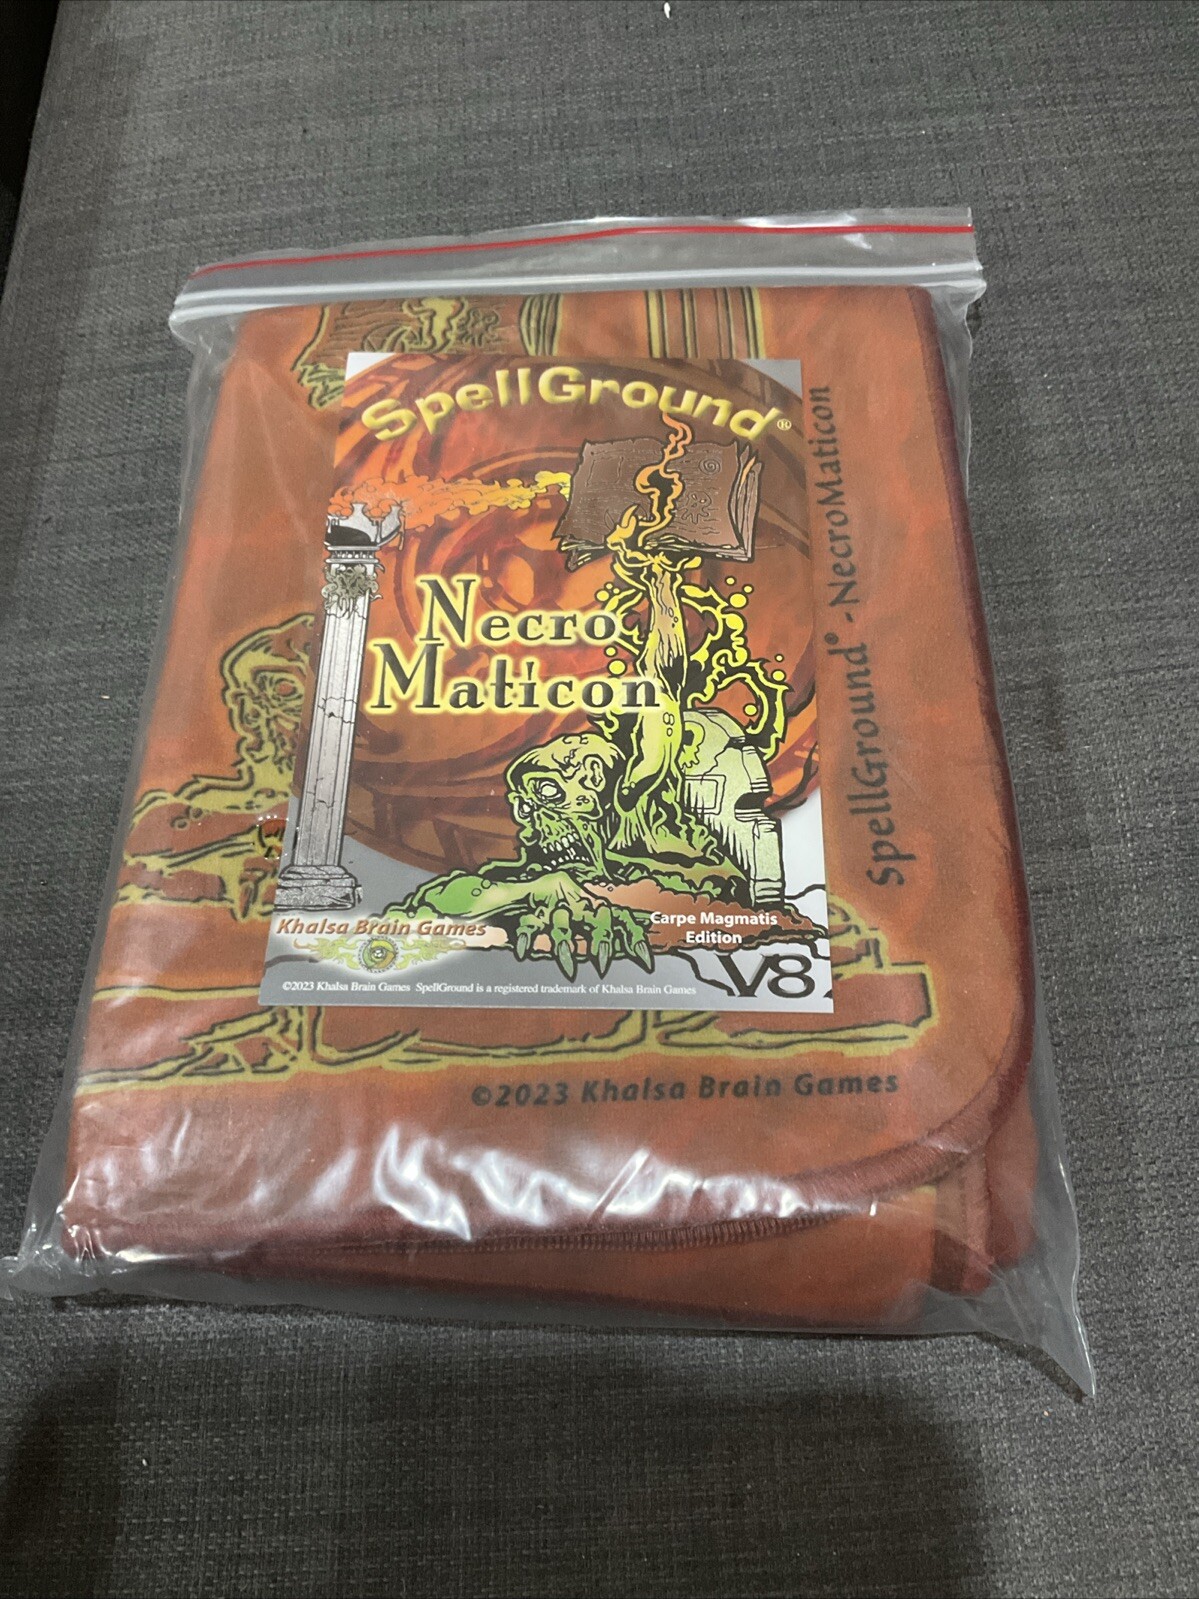 SpellGround®
Necro
Maticon
Khalsa Brain Games
Carpe Magmatis
Edition
V8
©2023 Khalsa Brain Games SpellGround is a registered trademark of Khalsa Brain Games
SpellGround® - NecroMaticon
©2023 Khalsa Brain Games